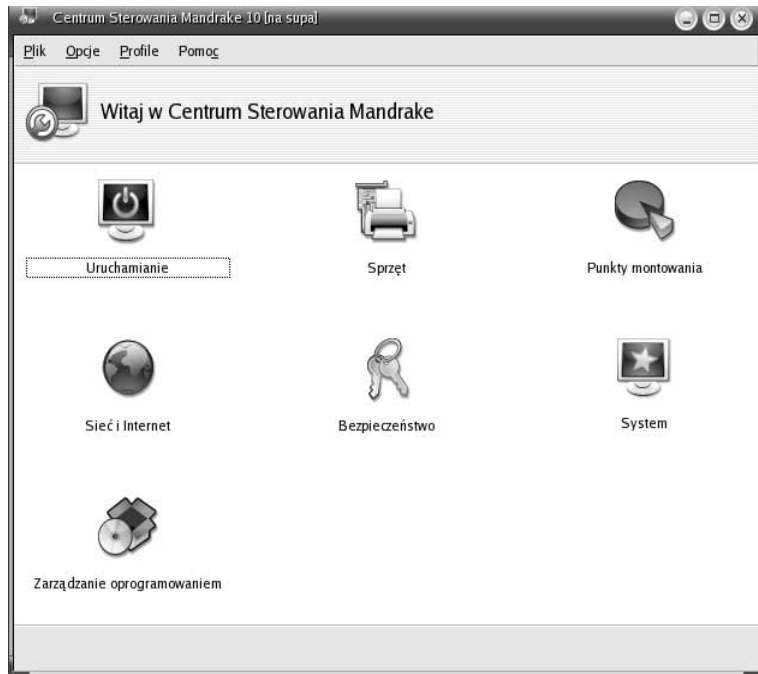 Centrum Sterowania Mandrake 10 [na supa]
Plik Opcje Profile Pomoc
Witaj w Centrum Sterowania Mandrake
Uruchamianie Sprzęt Punkty montowania
Sieć i Internet Bezpieczeństwo System
Zarządzanie oprogramowaniem